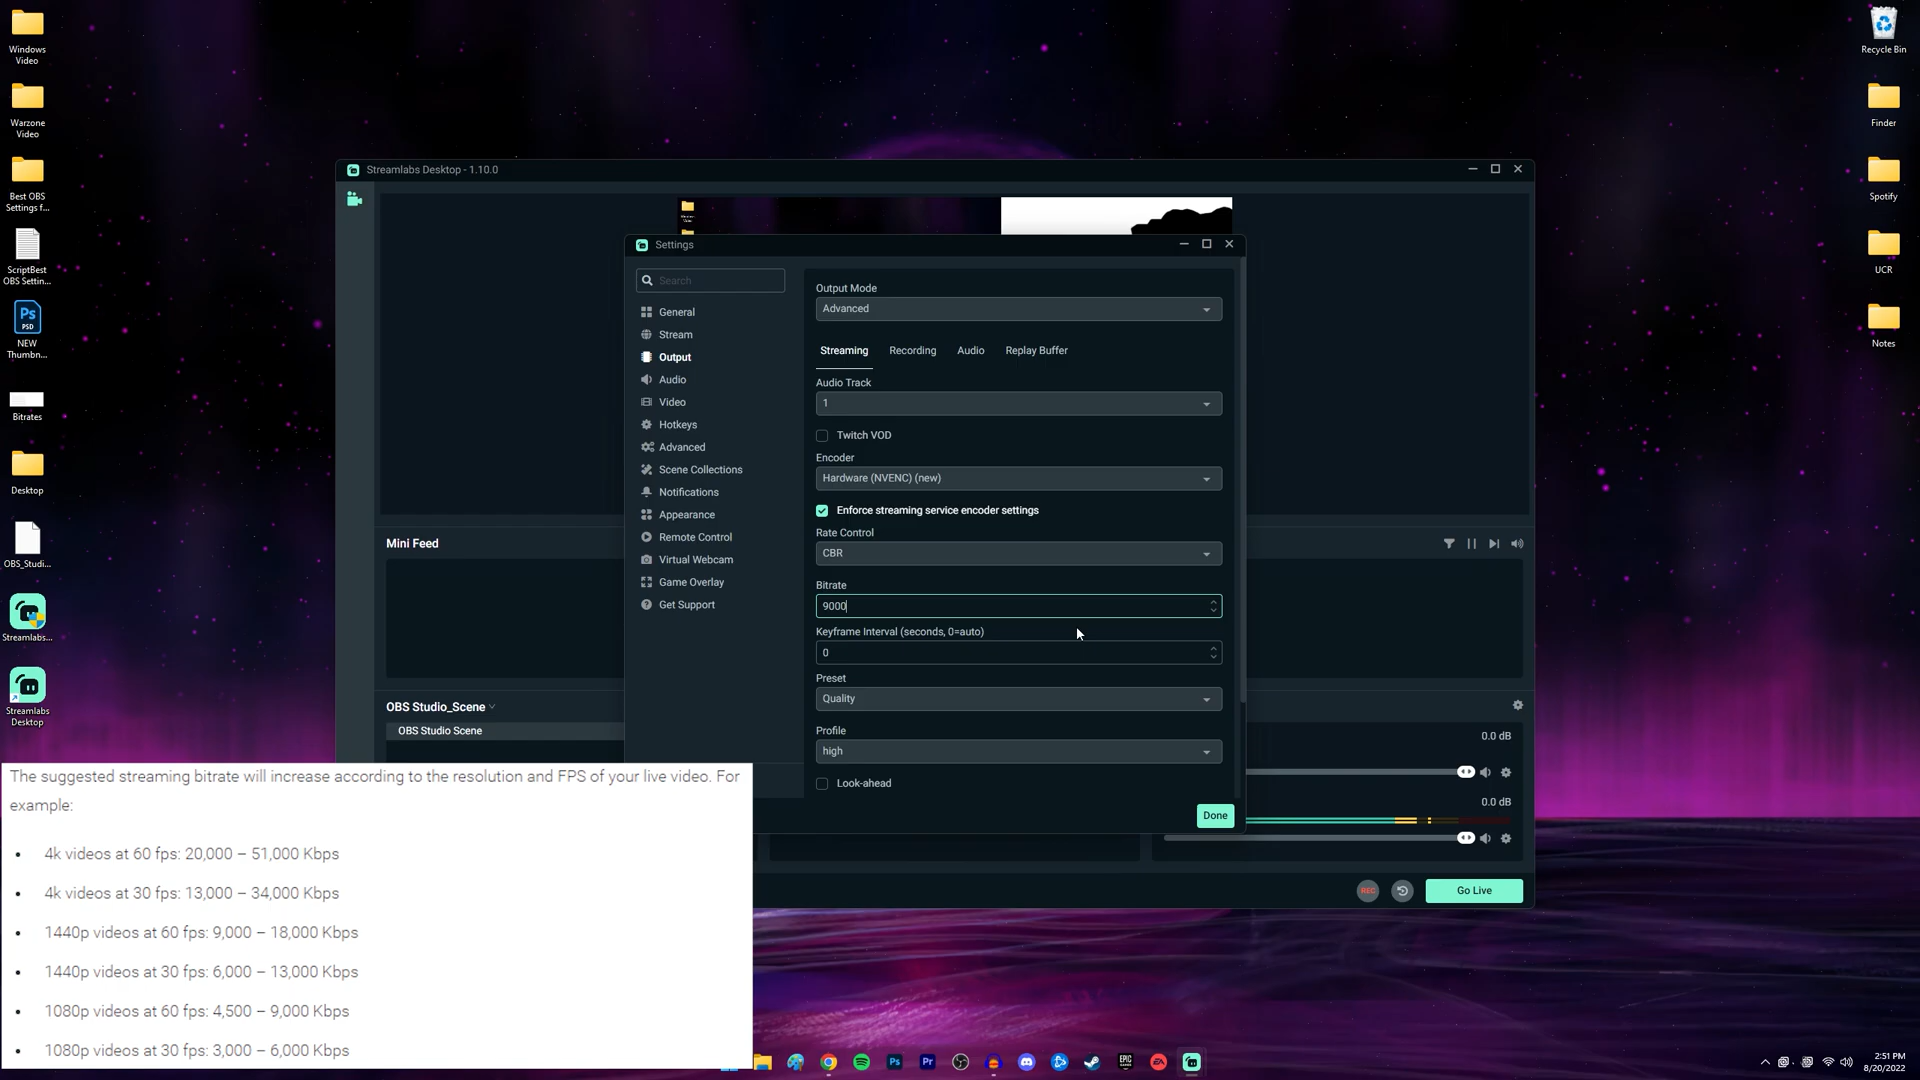 Windows
Video
Warzone
Video
Best OBS
Settings f...
ScriptBest
OBS Settin...
Ps
PSD
NEW
Thumbn...
Bitrates
Desktop
OBS_Studi...
Streamlabs...
Streamlabs
Desktop
Recycle Bin
Finder
Spotify
UCR
Notes
Streamlabs Desktop - 1.10.0
Settings
Search
General
Stream
Output
Audio
Video
Hotkeys
Advanced
Scene Collections
Notifications
Appearance
Remote Control
Virtual Webcam
Game Overlay
Get Support
Output Mode
Advanced
Streaming Recording Audio Replay Buffer
Audio Track
1
Twitch VOD
Encoder
Hardware (NVENC) (new)
Enforce streaming service encoder settings
Rate Control
CBR
Bitrate
9000
Keyframe Interval (seconds, 0=auto)
0
Preset
Quality
Profile
high
Look-ahead
Done
Mini Feed
OBS Studio_Scene
OBS Studio Scene
0.0 dB
0.0 dB
REC
Go Live
The suggested streaming bitrate will increase according to the resolution and FPS of your live video. For
example:
• 4k videos at 60 fps: 20,000 – 51,000 Kbps
• 4k videos at 30 fps: 13,000 – 34,000 Kbps
• 1440p videos at 60 fps: 9,000 – 18,000 Kbps
• 1440p videos at 30 fps: 6,000 – 13,000 Kbps
• 1080p videos at 60 fps: 4,500 – 9,000 Kbps
• 1080p videos at 30 fps: 3,000 – 6,000 Kbps
Ps Pr EPIC GAMES EA
2:51 PM
8/20/2022